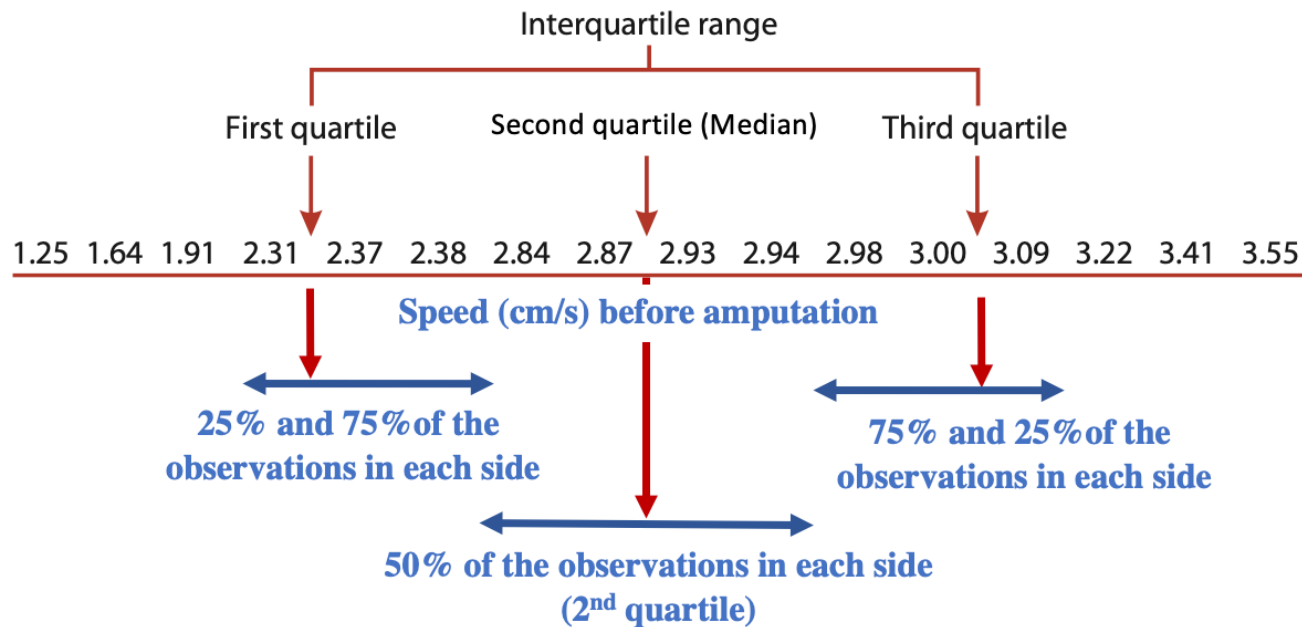 Interquartile range
First quartile Second quartile (Median) Third quartile
1.25 1.64 1.91 2.31 2.37 2.38 2.84 2.87 2.93 2.94 2.98 3.00 3.09 3.22 3.41 3.55
Speed (cm/s) before amputation
25% and 75%of the
observations in each side
75% and 25%of the
observations in each side
50% of the observations in each side
(2nd quartile)